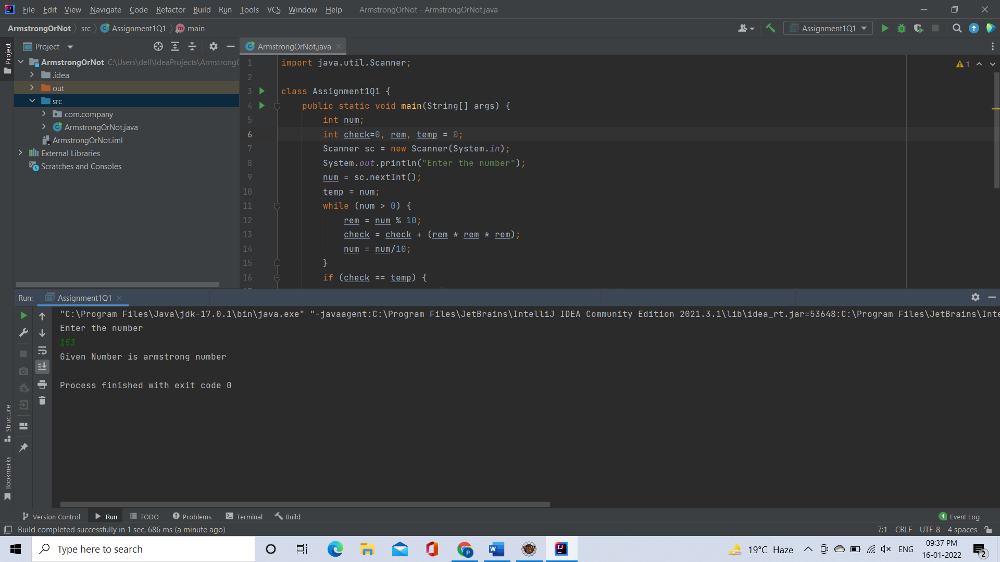 File Edit View Navigate Code Refactor Build Run Tools VCS Window Help ArmstrongOrNot - ArmstrongOrNot.java
ArmstrongOrNot src Assignment1Q1 main
Assignment1Q1
Project
Project
ArmstrongOrNot C:\Users\dell\IdeaProjects\Armstrong
.idea
out
src
com.company
ArmstrongOrNot.java
ArmstrongOrNot.iml
External Libraries
Scratches and Consoles
ArmstrongOrNot.java
1
1 import java.util.Scanner;
2
3 class Assignment1Q1 {
4 public static void main(String[] args) {
5 int num;
6 int check=0, rem, temp = 0;
7 Scanner sc = new Scanner(System.in);
8 System.out.println("Enter the number");
9 num = sc.nextInt();
10 temp = num;
11 while (num > 0) {
12 rem = num % 10;
13 check = check + (rem * rem * rem);
14 num = num/10;
15 }
16 if (check == temp) {
Run: Assignment1Q1
"C:\Program Files\Java\jdk-17.0.1\bin\java.exe" "-javaagent:C:\Program Files\JetBrains\IntelliJ IDEA Community Edition 2021.3.1\lib\idea_rt.jar=53648:C:\Program Files\JetBrains\Inte
Enter the number
153
Given Number is armstrong number
Process finished with exit code 0
Structure
Bookmarks
Version Control Run TODO Problems Terminal Build 1 Event Log
Build completed successfully in 1 sec, 686 ms (a minute ago) 7:1 CRLF UTF-8 4 spaces
Type here to search
19°C Haze ENG 09:37 PM
16-01-2022
2